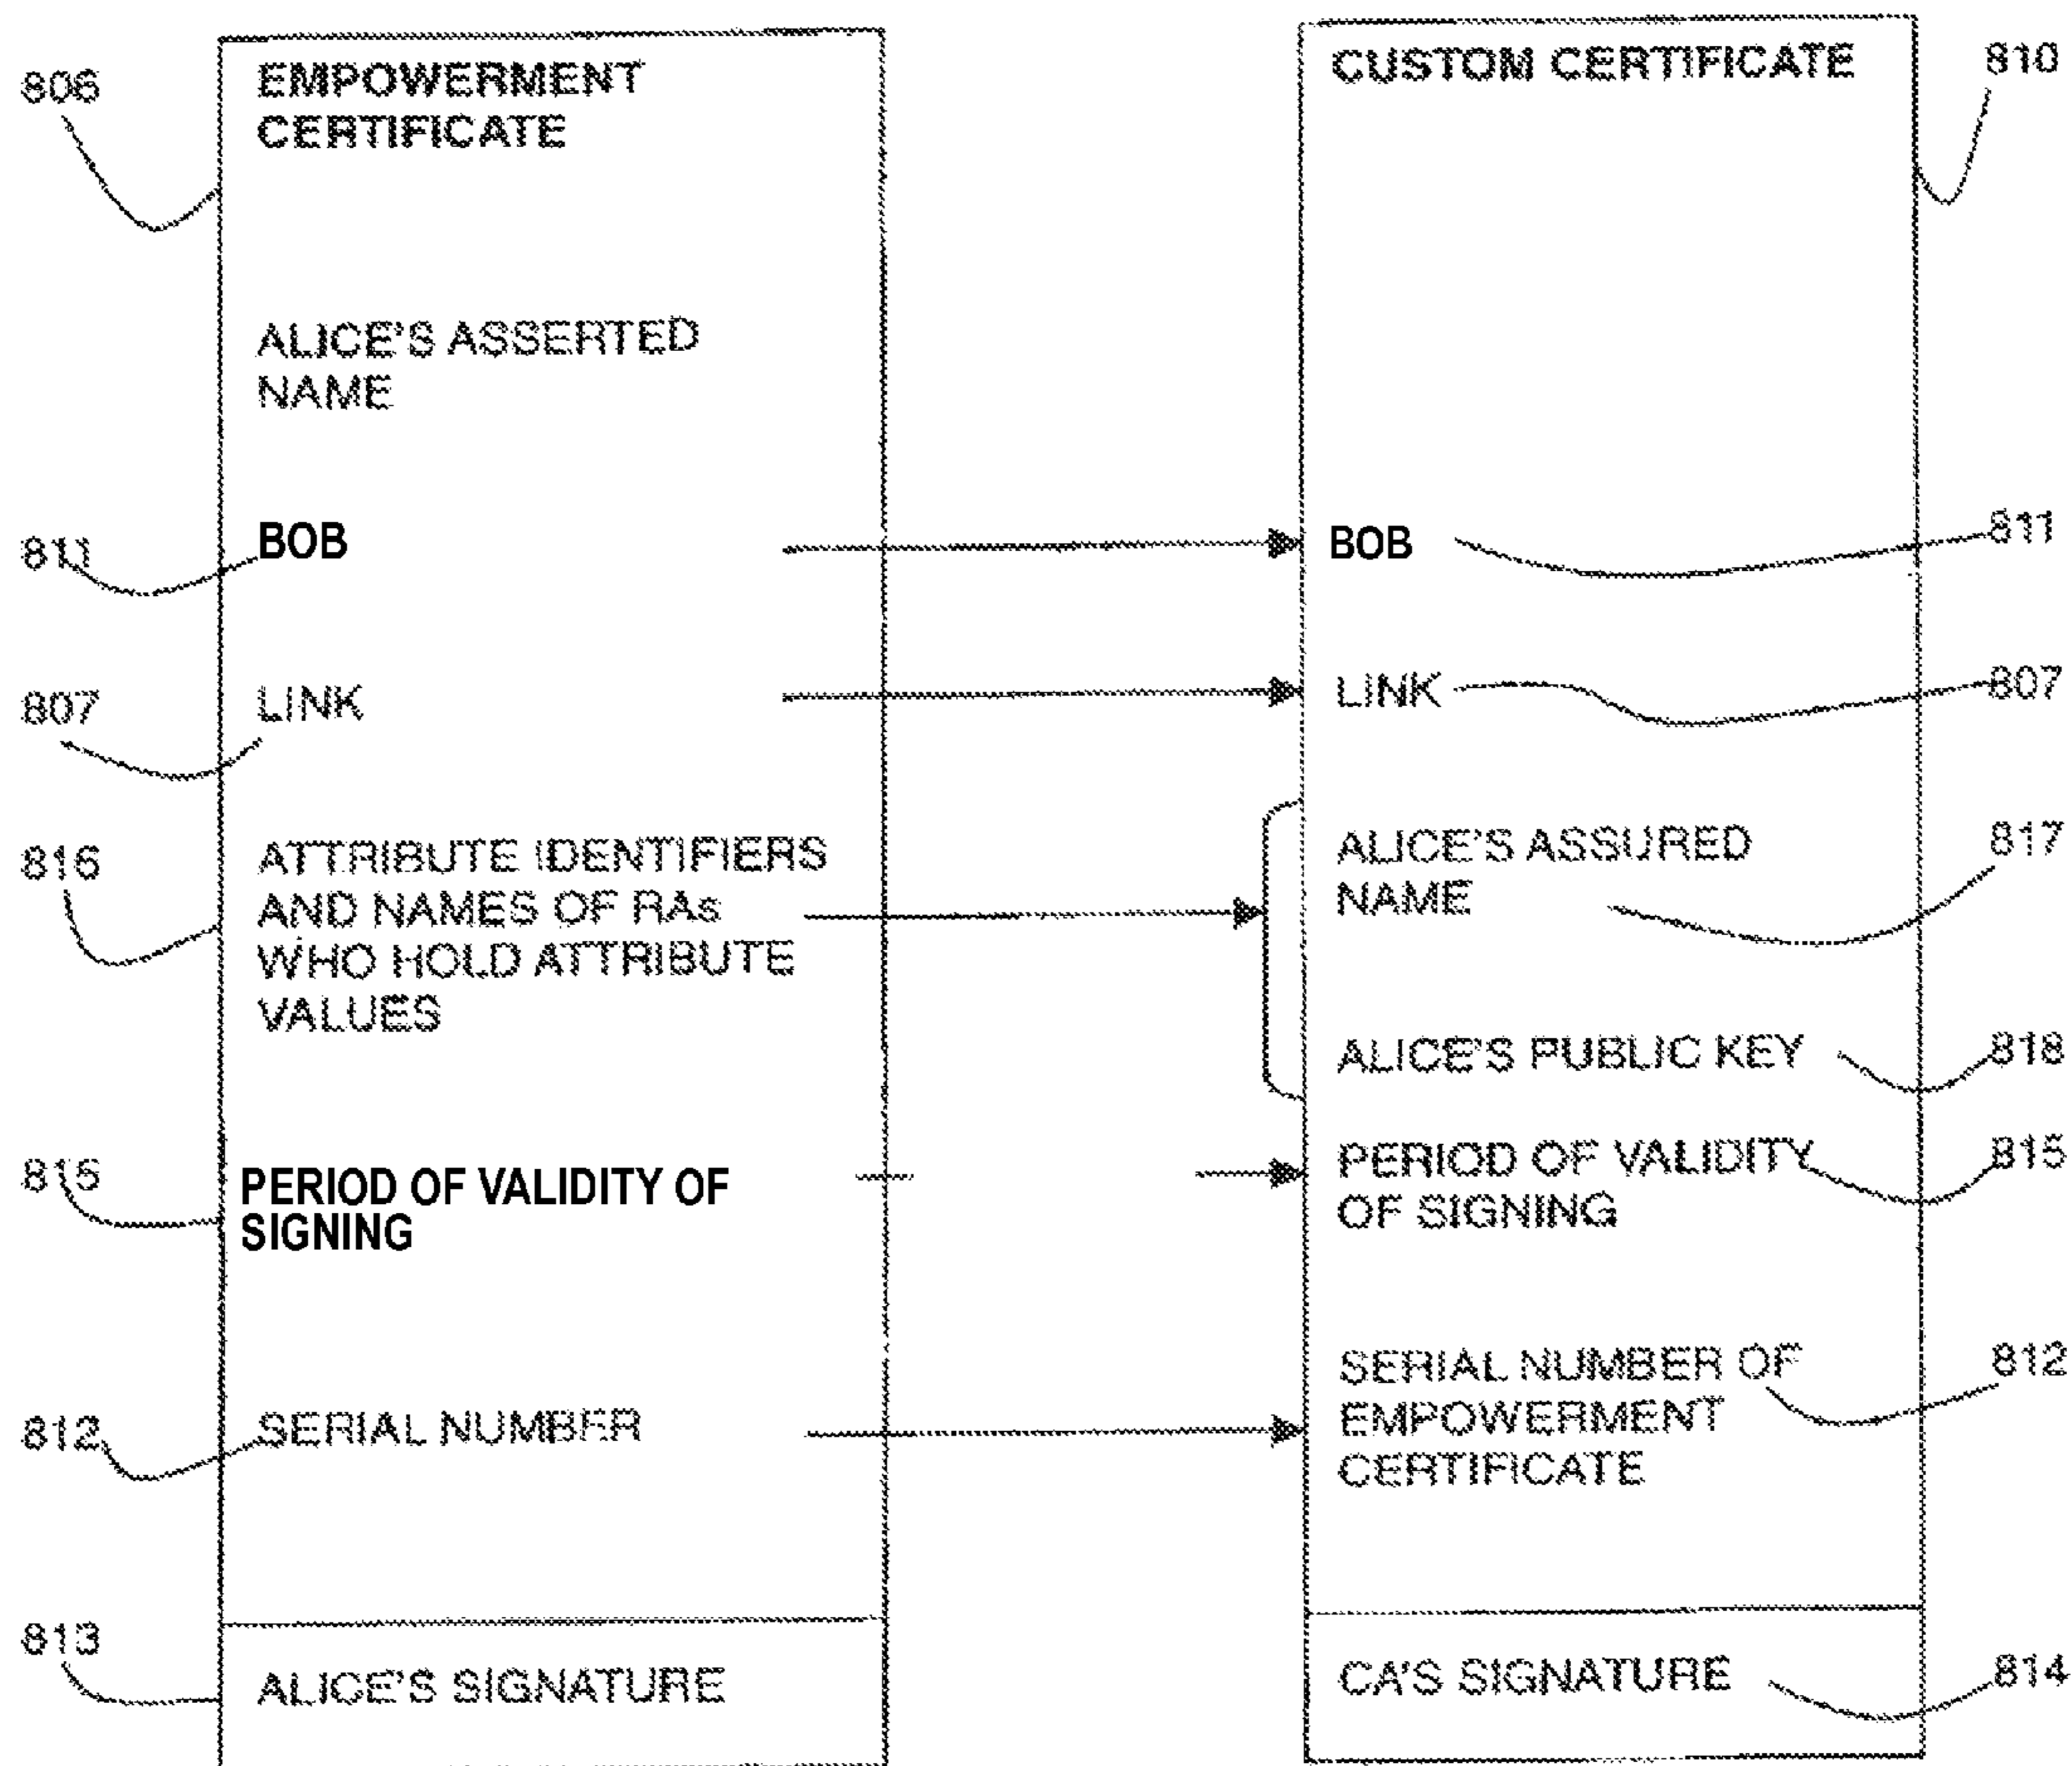 806
EMPOWERMENT
CERTIFICATE
ALICE'S ASSERTED
NAME
811
BOB
807
LINK
816
ATTRIBUTE IDENTIFIERS
AND NAMES OF RAs
WHO HOLD ATTRIBUTE
VALUES
815
PERIOD OF VALIDITY OF
SIGNING
812
SERIAL NUMBER
813
ALICE'S SIGNATURE
CUSTOM CERTIFICATE
810
BOB
811
LINK
807
ALICE'S ASSURED
NAME
817
ALICE'S PUBLIC KEY
818
PERIOD OF VALIDITY
OF SIGNING
815
SERIAL NUMBER OF
EMPOWERMENT
CERTIFICATE
812
CA'S SIGNATURE
814